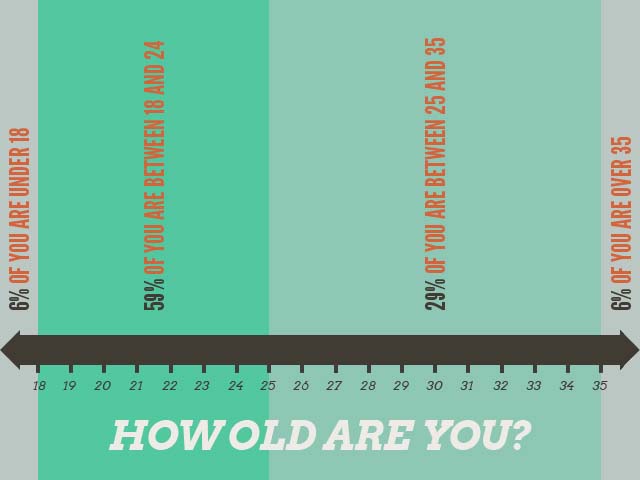 6% OF YOU ARE UNDER 18
59% OF YOU ARE BETWEEN 18 AND 24
29% OF YOU ARE BETWEEN 25 AND 35
6% OF YOU ARE OVER 35
18 19 20 21 22 23 24 25 26 27 28 29 30 31 32 33 34 35
HOW OLD ARE YOU?